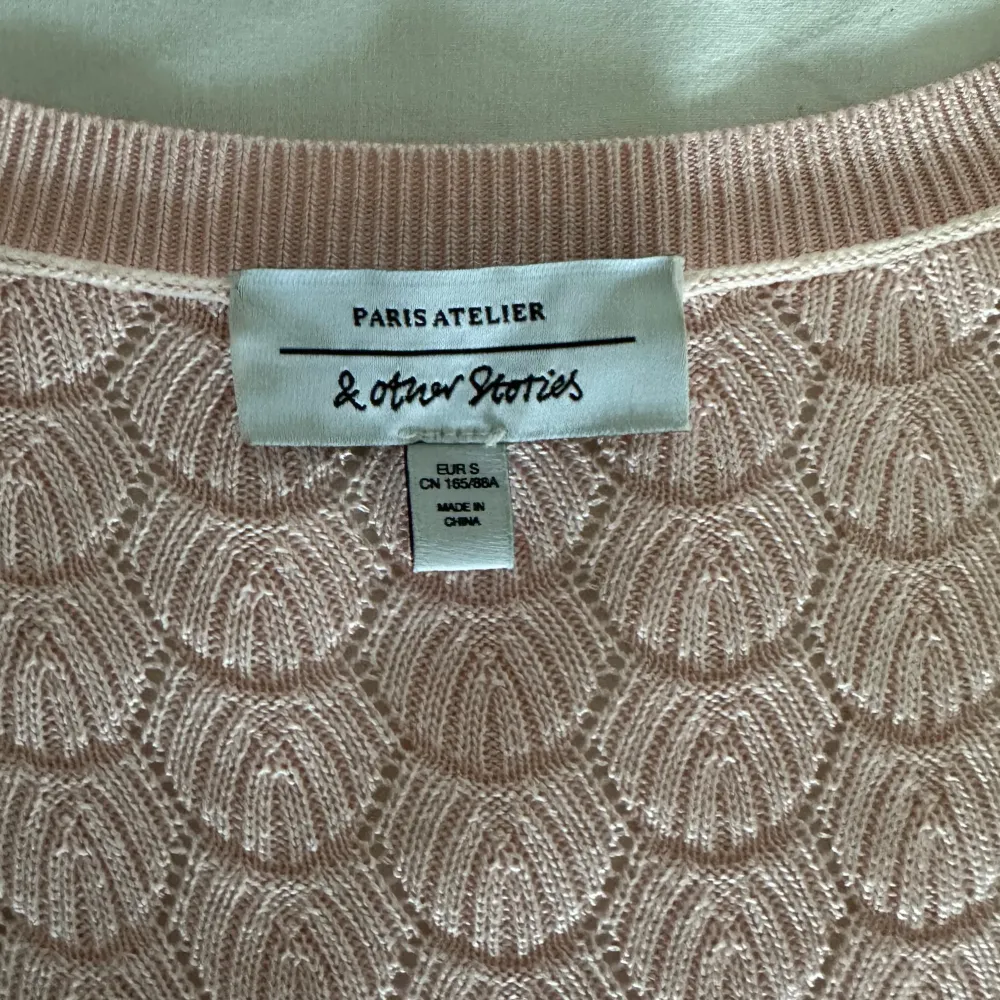 PARIS ATELIER
& other Stories
EUR S
CN 165/88A
MADE IN
CHINA